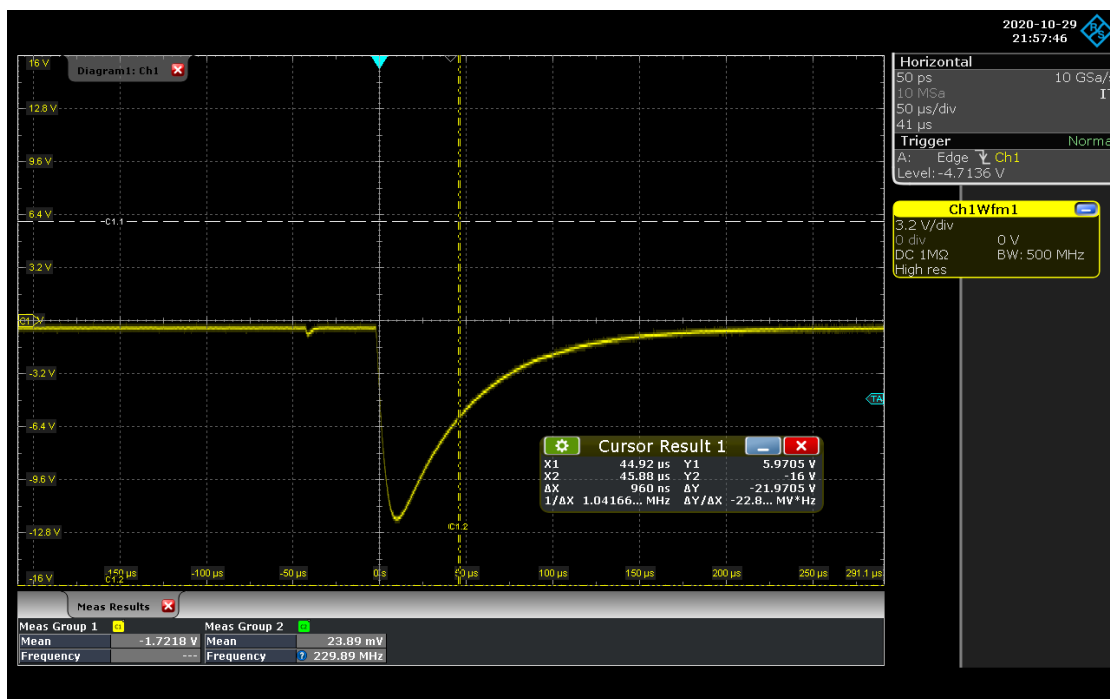 2020-10-29
21:57:46
Diagram1: Ch1
16 V
12.8 V
9.6 V
6.4 V
C1.1
3.2 V
-3.2 V
-6.4 V
-9.6 V
-12.8 V
-16 V
C1.2
C1.2
-100 µs
-50 µs
0 s
50 µs
100 µs
150 µs
200 µs
250 µs
291.1 µs
TA
Horizontal
50 ps 10 GSa/s
10 MSa
50 µs/div
41 µs
Trigger Norma
A: Edge Ch1
Level: -4.7136 V
Ch1Wfm1
3.2 V/div
0 div 0 V
DC 1MΩ BW: 500 MHz
High res
Cursor Result 1
X1 44.92 µs Y1 5.9705 V
X2 45.88 µs Y2 -16 V
ΔX 960 ns ΔY -21.9705 V
1/ΔX 1.04166... MHz ΔY/ΔX -22.8... MV*Hz
Meas Results
Meas Group 1 C1 Meas Group 2 C2
Mean -1.7218 V Mean 23.89 mV
Frequency --- Frequency ? 229.89 MHz